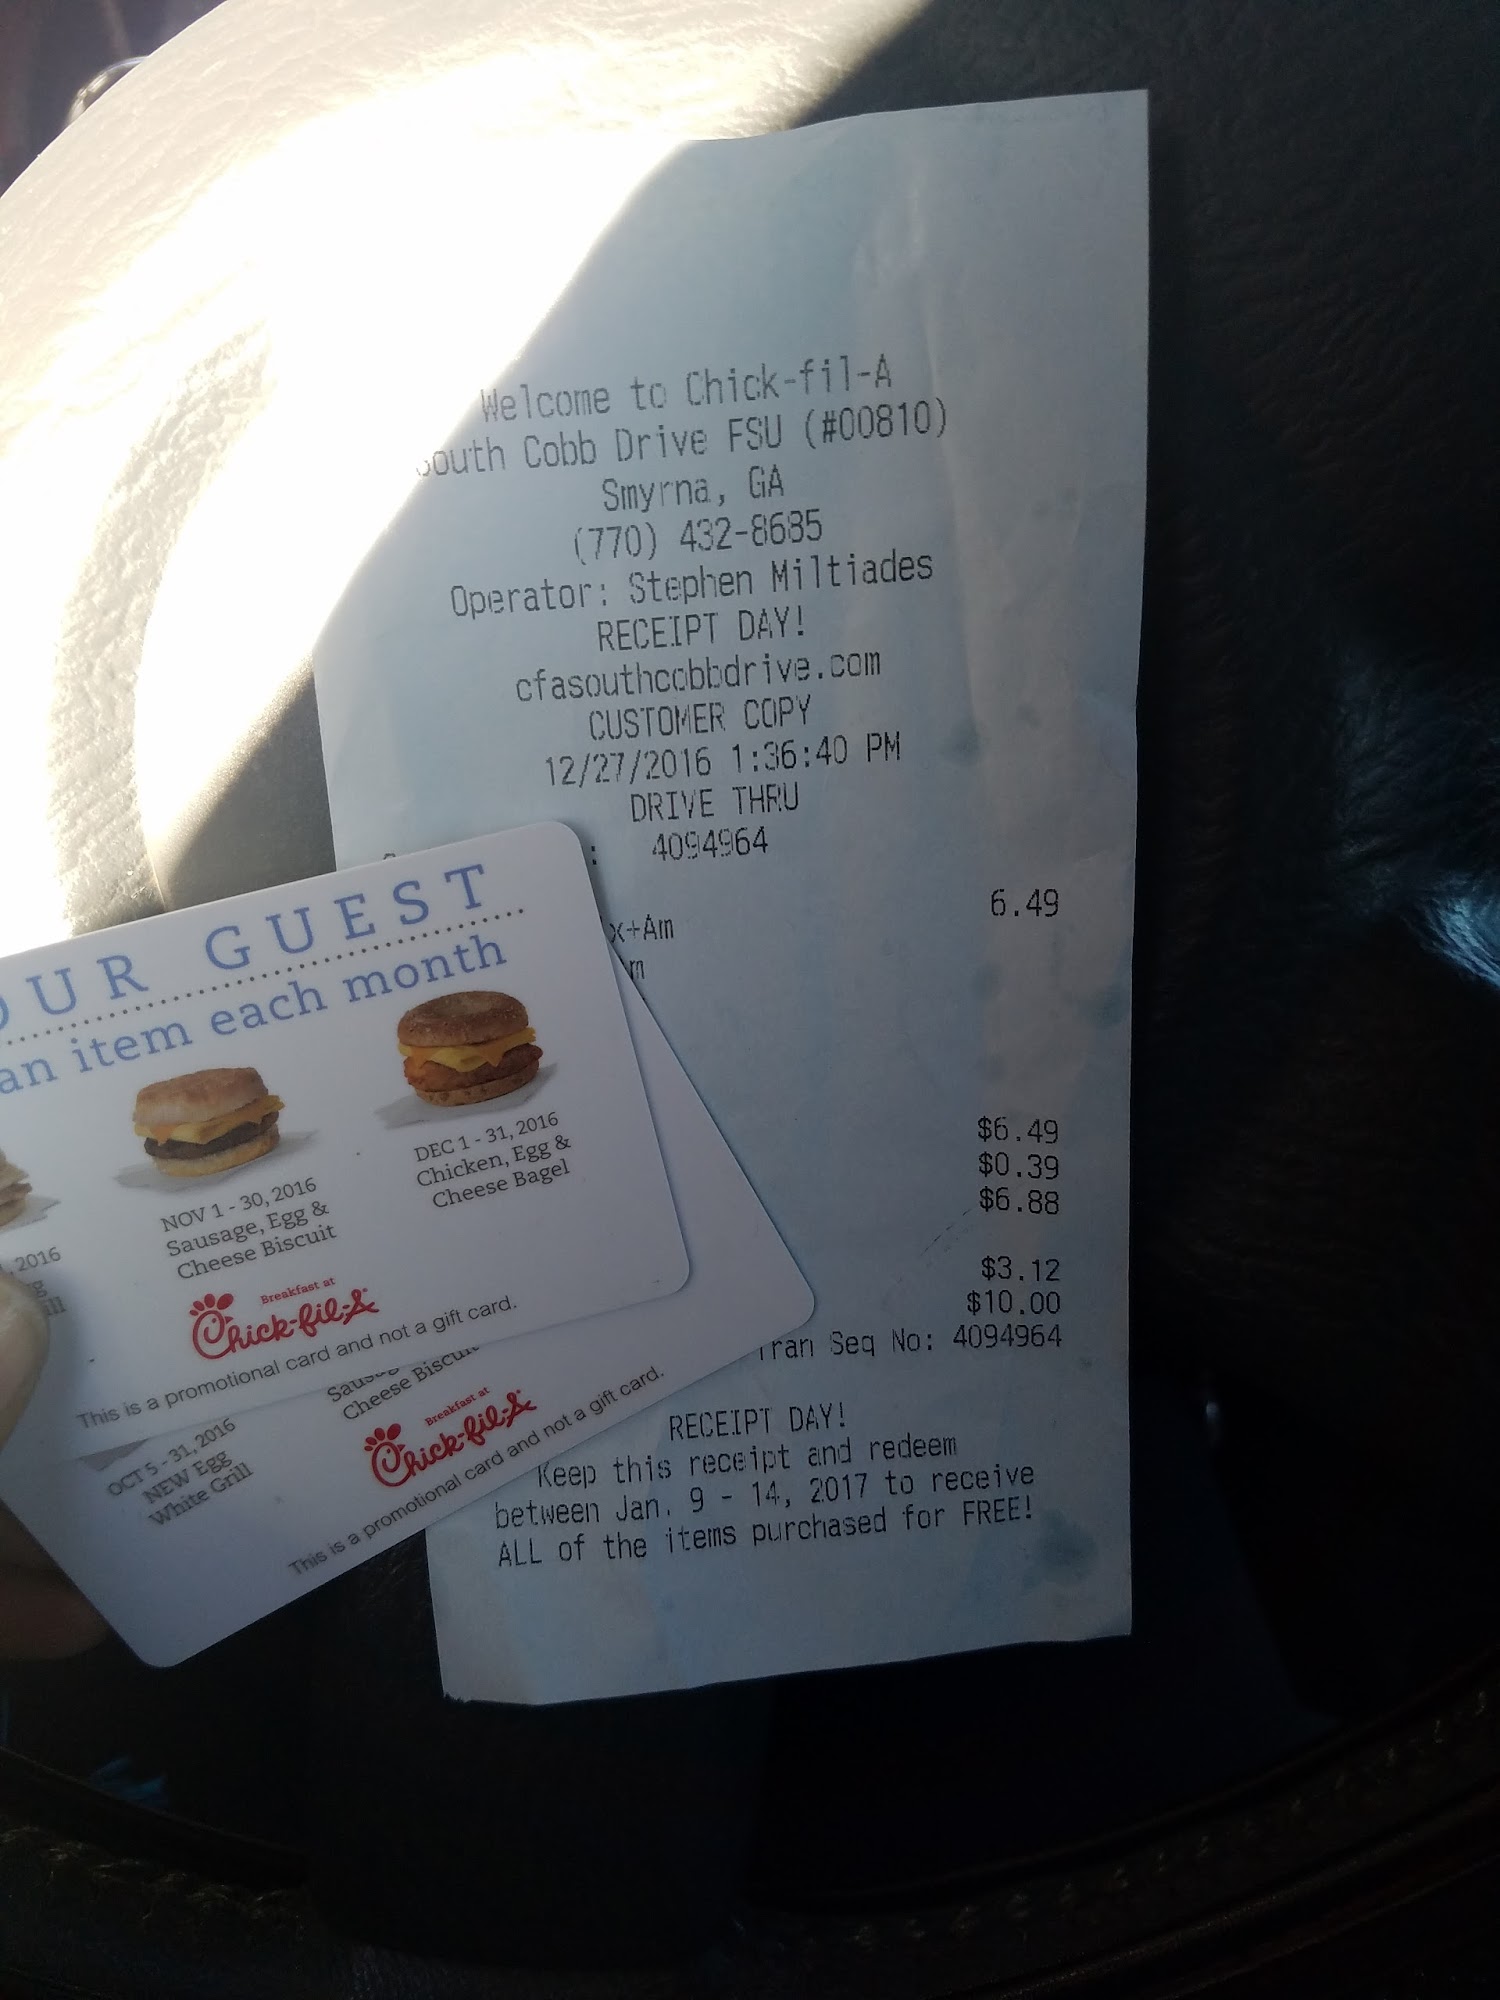 Welcome to Chick-fil-A
South Cobb Drive FSU (#00810)
Smyrna, GA
(770) 432-8685
Operator: Stephen Miltiades
RECEIPT DAY!
cfasouthcobbdrive.com
CUSTOMER COPY
12/27/2016 1:36:40 PM
DRIVE THRU
: 4094964
6.49
x+Am
m
$6.49
$0.39
$6.88
$3.12
$10.00
Tran Seq No: 4094964
RECEIPT DAY!
Keep this receipt and redeem
between Jan. 9 - 14, 2017 to receive
ALL of the items purchased for FREE!
OUR GUEST
an item each month
, 2016
NOV 1 - 30, 2016
Sausage, Egg &
Cheese Biscuit
DEC 1 - 31, 2016
Chicken, Egg &
Cheese Bagel
Breakfast at
Chick-fil-A
This is a promotional card and not a gift card.
OCT 5 - 31, 2016
NEW Egg
White Grill
Cheese Biscuit
Breakfast at
Chick-fil-A
This is a promotional card and not a gift card.